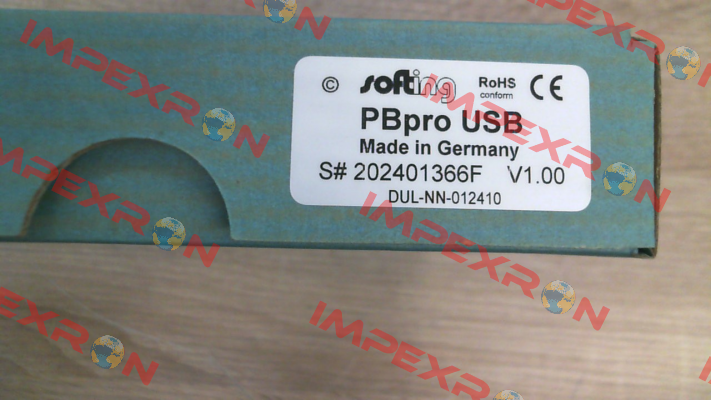 © softing RoHS conform CE
PBpro USB
Made in Germany
S# 202401366F V1.00
DUL-NN-012410
IMPEXRON
IMPEXRON
IMPEXRON
IMPEXRON
IMPEXRON
IMPEXRON
IMPEXRON